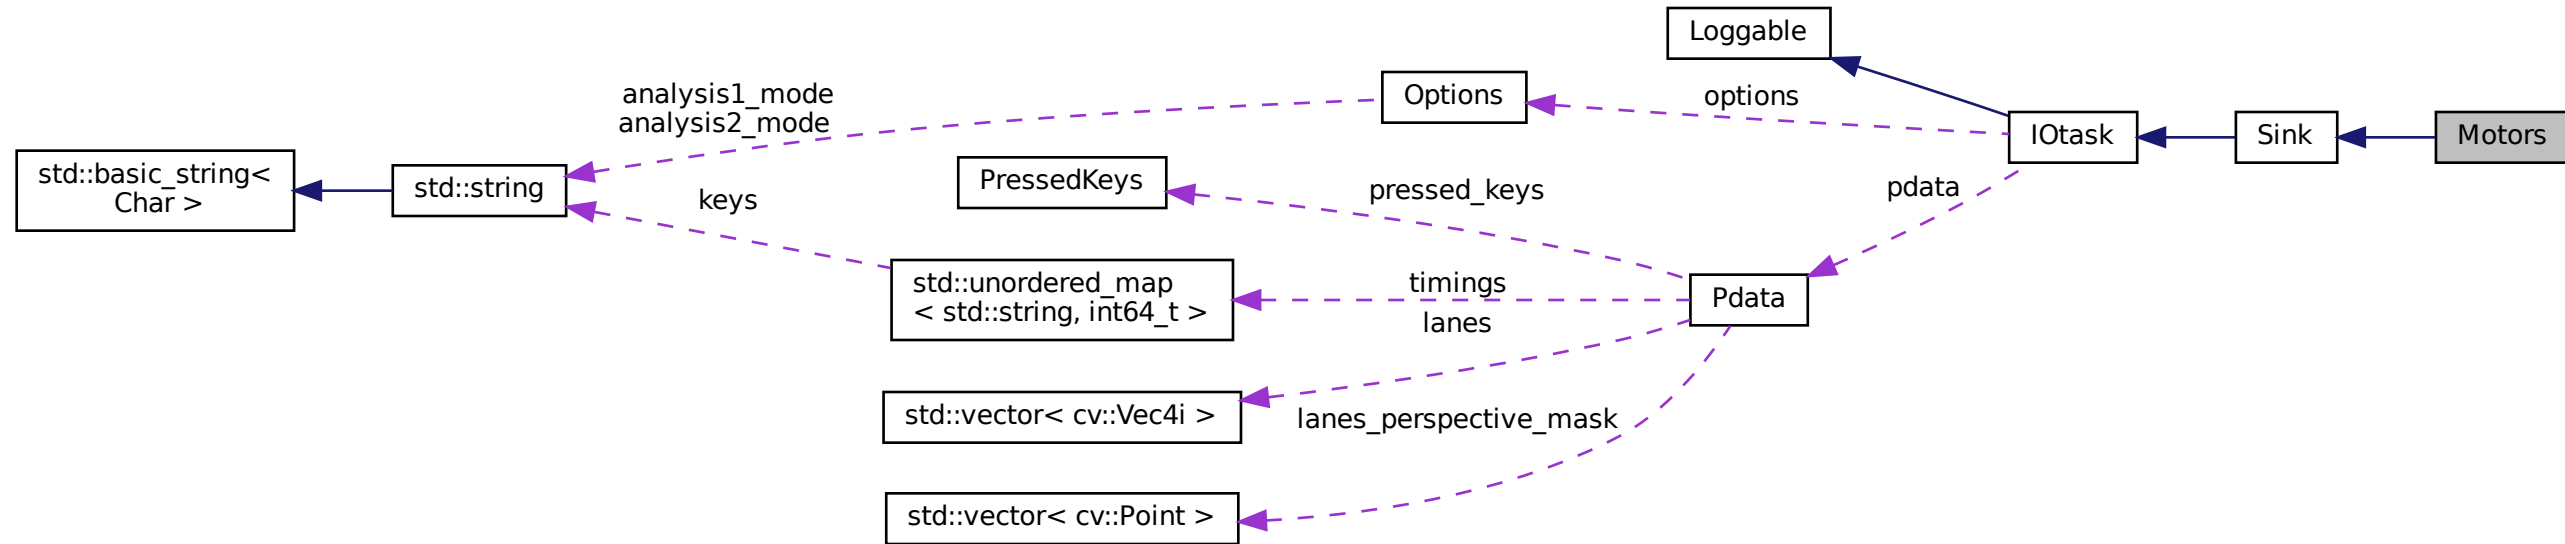 Loggable
analysis1_mode
analysis2_mode
Options
options
IOtask
Sink
Motors
std::basic_string<
Char >
std::string
keys
PressedKeys
pressed_keys
pdata
std::unordered_map
< std::string, int64_t >
timings
lanes
Pdata
std::vector< cv::Vec4i >
lanes_perspective_mask
std::vector< cv::Point >